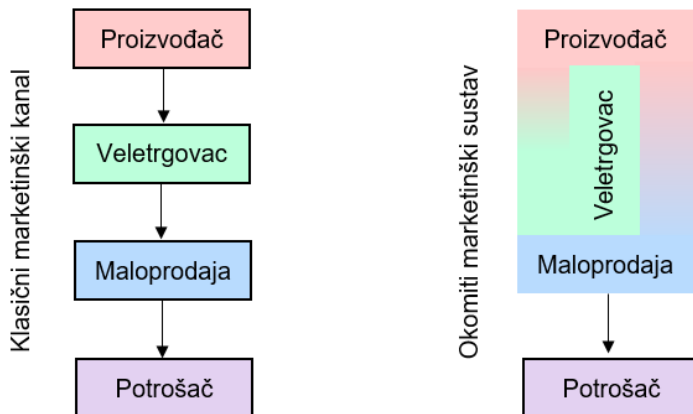 Klasični marketinški kanal
Proizvođač
Veletrgovac
Maloprodaja
Potrošač
Okomiti marketinški sustav
Proizvođač
Veletrgovac
Maloprodaja
Potrošač